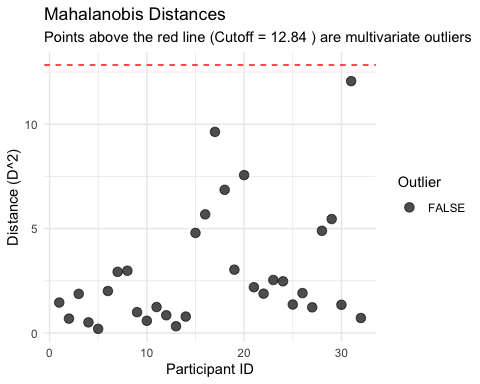 Mahalanobis Distances
Points above the red line (Cutoff = 12.84 ) are multivariate outliers
Distance (D^2)
10
5
0
0 10 20 30
Participant ID
Outlier
FALSE